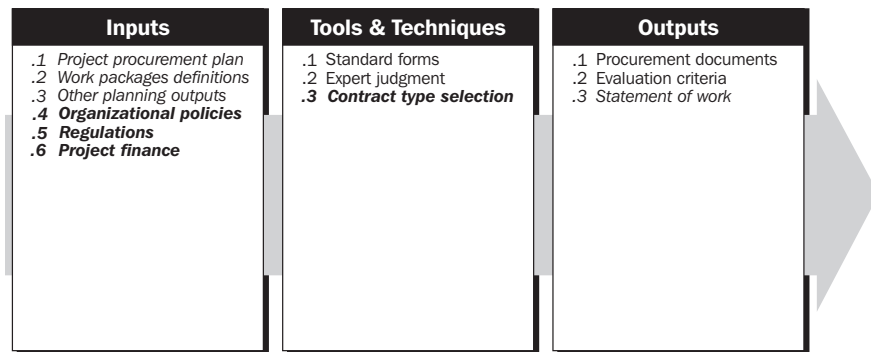 Inputs
.1 Project procurement plan
.2 Work packages definitions
.3 Other planning outputs
.4 Organizational policies
.5 Regulations
.6 Project finance
Tools & Techniques
.1 Standard forms
.2 Expert judgment
.3 Contract type selection
Outputs
.1 Procurement documents
.2 Evaluation criteria
.3 Statement of work